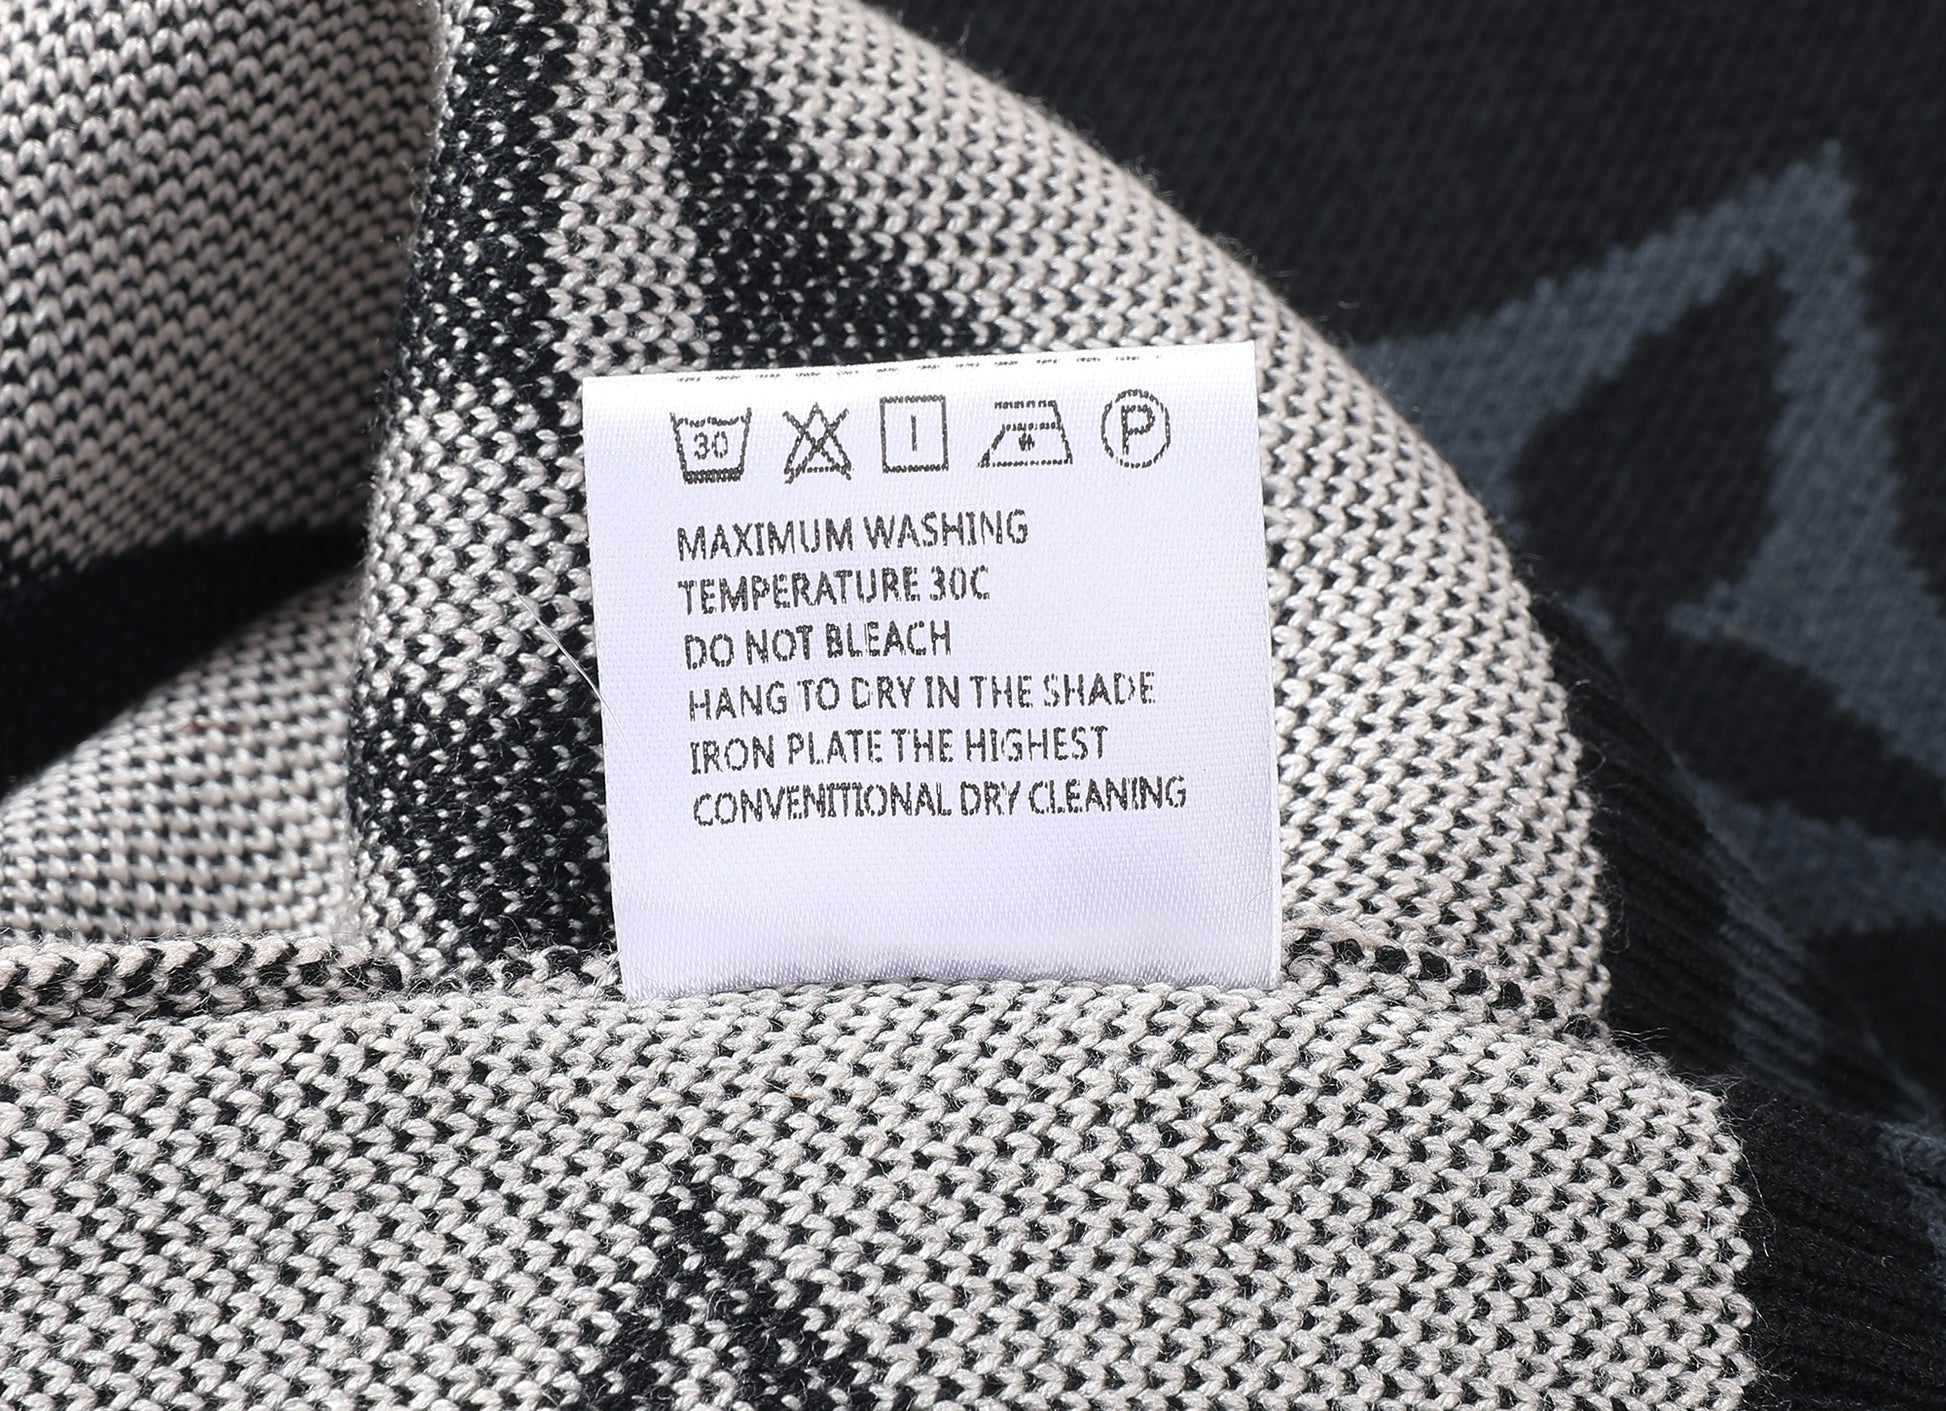 30 P
MAXIMUM WASHING
TEMPERATURE 30C
DO NOT BLEACH
HANG TO DRY IN THE SHADE
IRON PLATE THE HIGHEST
CONVENITIONAL DRY CLEANING